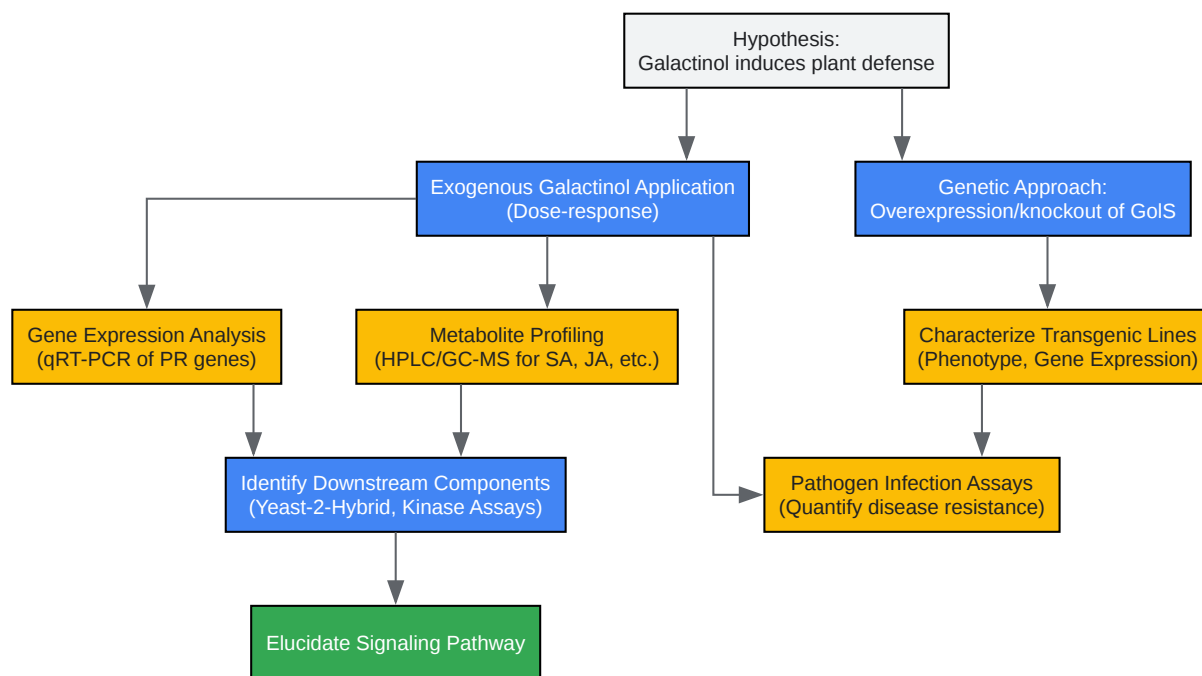 Hypothesis:
Galactinol induces plant defense
Exogenous Galactinol Application
(Dose-response)
Genetic Approach:
Overexpression/knockout of GolS
Gene Expression Analysis
(qRT-PCR of PR genes)
Metabolite Profiling
(HPLC/GC-MS for SA, JA, etc.)
Characterize Transgenic Lines
(Phenotype, Gene Expression)
Identify Downstream Components
(Yeast-2-Hybrid, Kinase Assays)
Pathogen Infection Assays
(Quantify disease resistance)
Elucidate Signaling Pathway